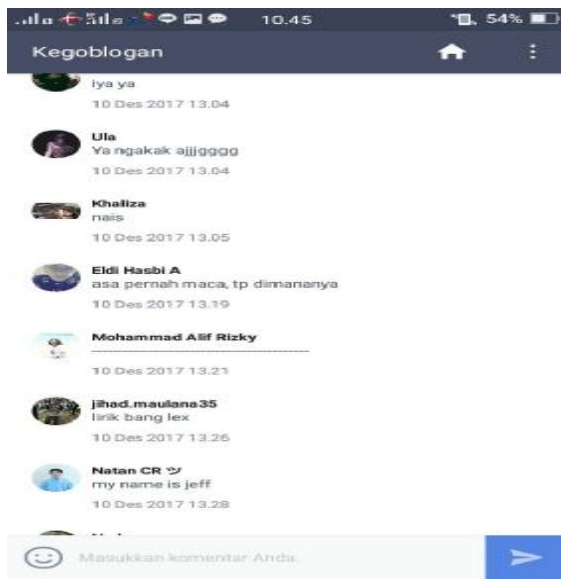 10.45
54%
Kegoblogan
iya ya
10 Des 2017 13.04
Ula
Ya ngakak ajjjgggg
10 Des 2017 13.04
Khaliza
nais
10 Des 2017 13.05
Eldi Hasbi A
asa pernah maca, tp dimananya
10 Des 2017 13.19
Mohammad Alif Rizky
----------------------------------------
10 Des 2017 13.21
jihad.maulana35
lirik bang lex
10 Des 2017 13.26
Natan CR ツ
my name is jeff
10 Des 2017 13.28
Masukkan komentar Anda.